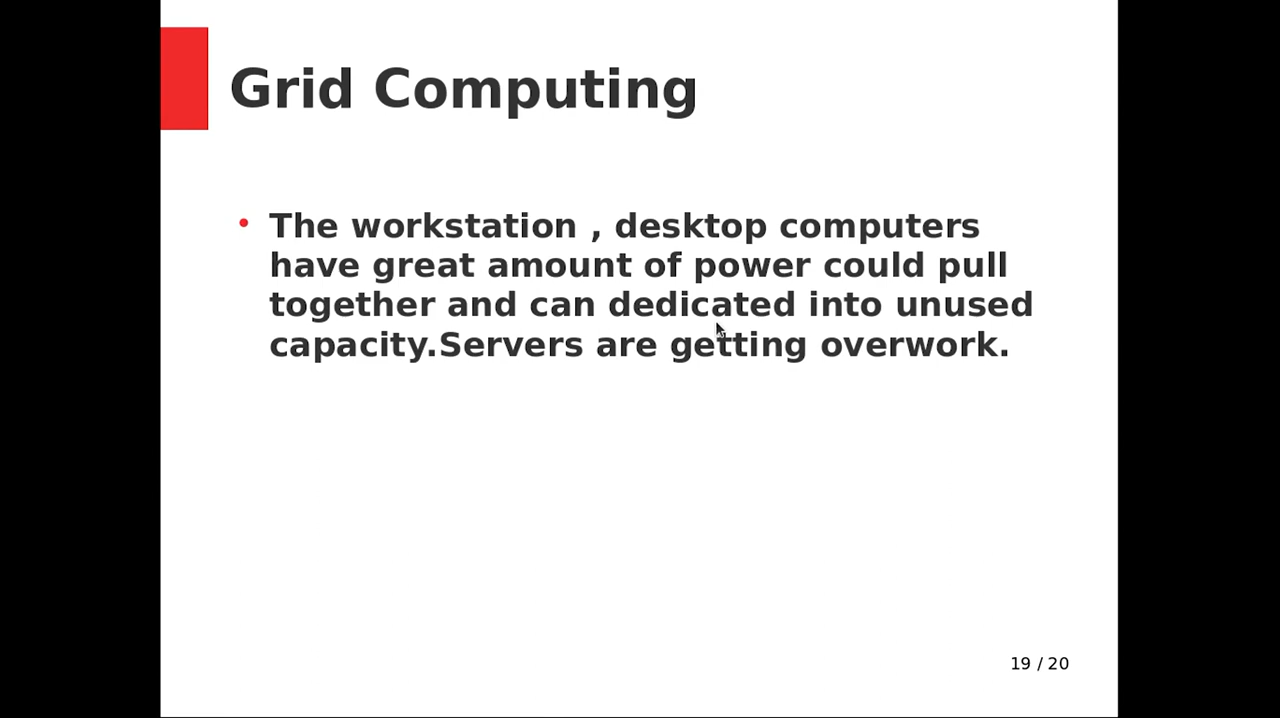 Grid Computing
• The workstation , desktop computers
have great amount of power could pull
together and can dedicated into unused
capacity.Servers are getting overwork.
19 / 20